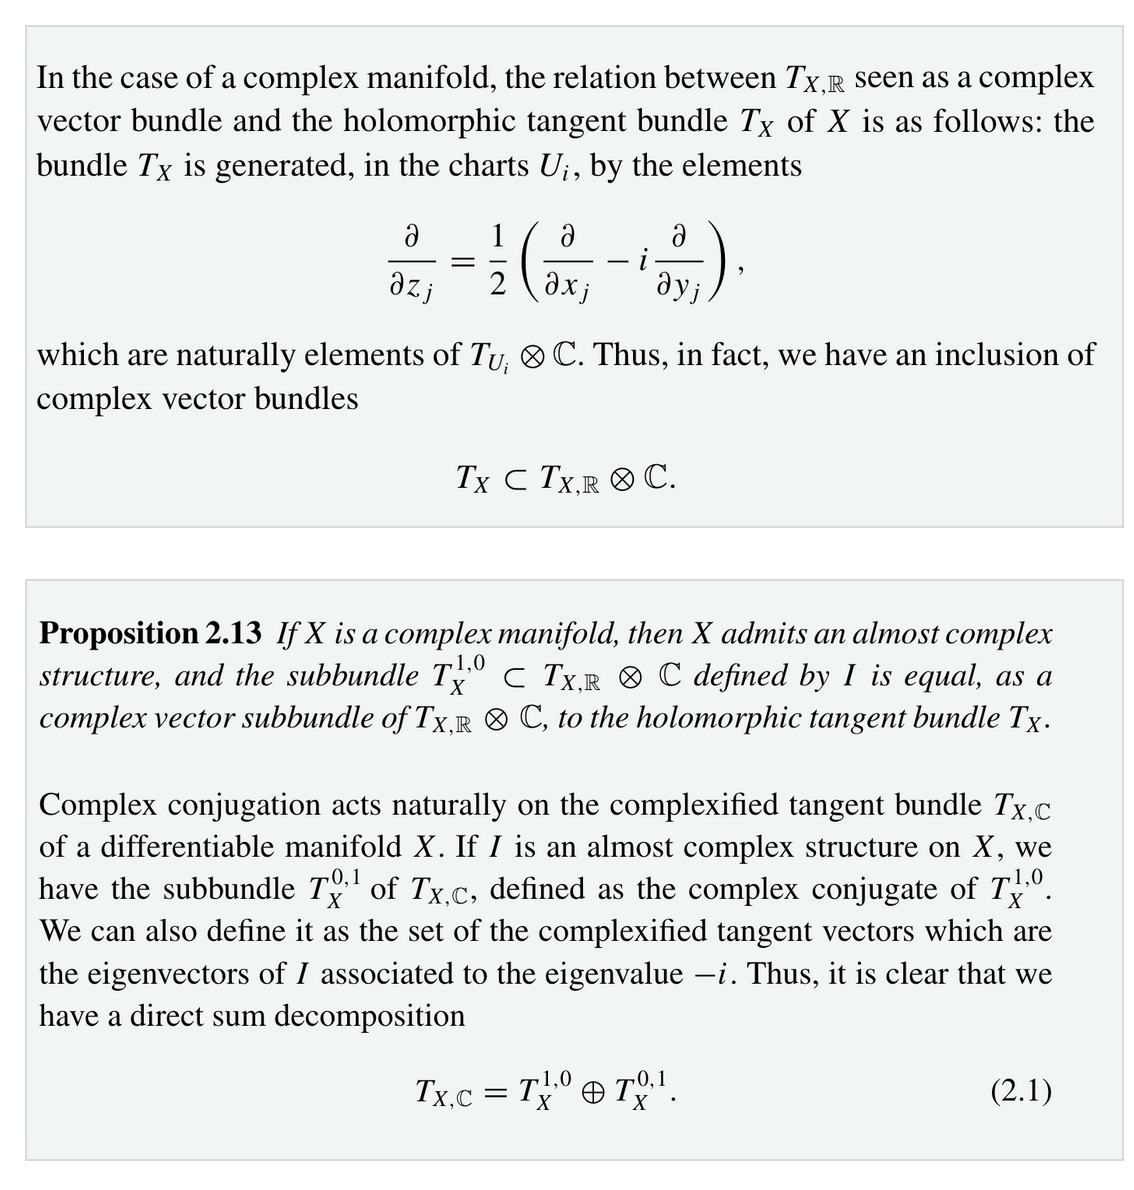 In the case of a complex manifold, the relation between $T_{X,\mathbb{R}}$ seen as a complex
vector bundle and the holomorphic tangent bundle $T_X$ of $X$ is as follows: the
bundle $T_X$ is generated, in the charts $U_i$, by the elements
$$\frac{\partial}{\partial z_j} = \frac{1}{2}\left(\frac{\partial}{\partial x_j} - i\frac{\partial}{\partial y_j}\right),$$
which are naturally elements of $T_{U_i} \otimes \mathbb{C}$. Thus, in fact, we have an inclusion of
complex vector bundles
$$T_X \subset T_{X,\mathbb{R}} \otimes \mathbb{C}.$$
Proposition 2.13 If X is a complex manifold, then X admits an almost complex
structure, and the subbundle $T_X^{1,0} \subset T_{X,\mathbb{R}} \otimes \mathbb{C}$ defined by $I$ is equal, as a
complex vector subbundle of $T_{X,\mathbb{R}} \otimes \mathbb{C}$, to the holomorphic tangent bundle $T_X$.
Complex conjugation acts naturally on the complexified tangent bundle $T_{X,\mathbb{C}}$
of a differentiable manifold $X$. If $I$ is an almost complex structure on $X$, we
have the subbundle $T_X^{0,1}$ of $T_{X,\mathbb{C}}$, defined as the complex conjugate of $T_X^{1,0}$.
We can also define it as the set of the complexified tangent vectors which are
the eigenvectors of $I$ associated to the eigenvalue $-i$. Thus, it is clear that we
have a direct sum decomposition
$$T_{X,\mathbb{C}} = T_X^{1,0} \oplus T_X^{0,1}.$$ (2.1)